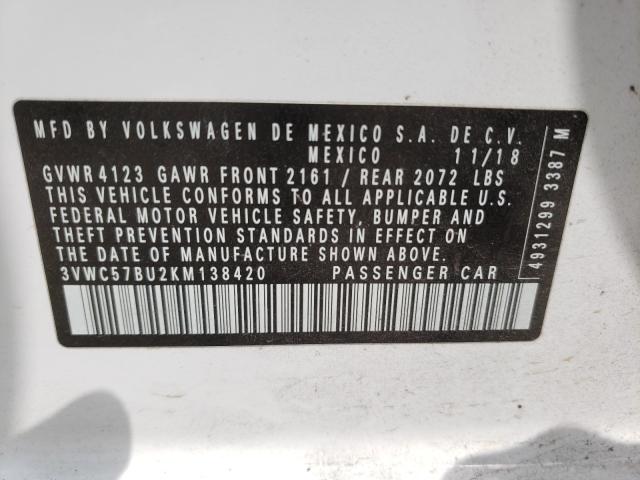 MFD BY VOLKSWAGEN DE MEXICO S.A. DE C.V.
MEXICO 11/18
GVWR 4123 GAWR FRONT 2161 / REAR 2072 LBS
THIS VEHICLE CONFORMS TO ALL APPLICABLE U.S.
FEDERAL MOTOR VEHICLE SAFETY, BUMPER AND
THEFT PREVENTION STANDARDS IN EFFECT ON
THE DATE OF MANUFACTURE SHOWN ABOVE.
3VWC57BU2KM138420 PASSENGER CAR
4931299 3387 M